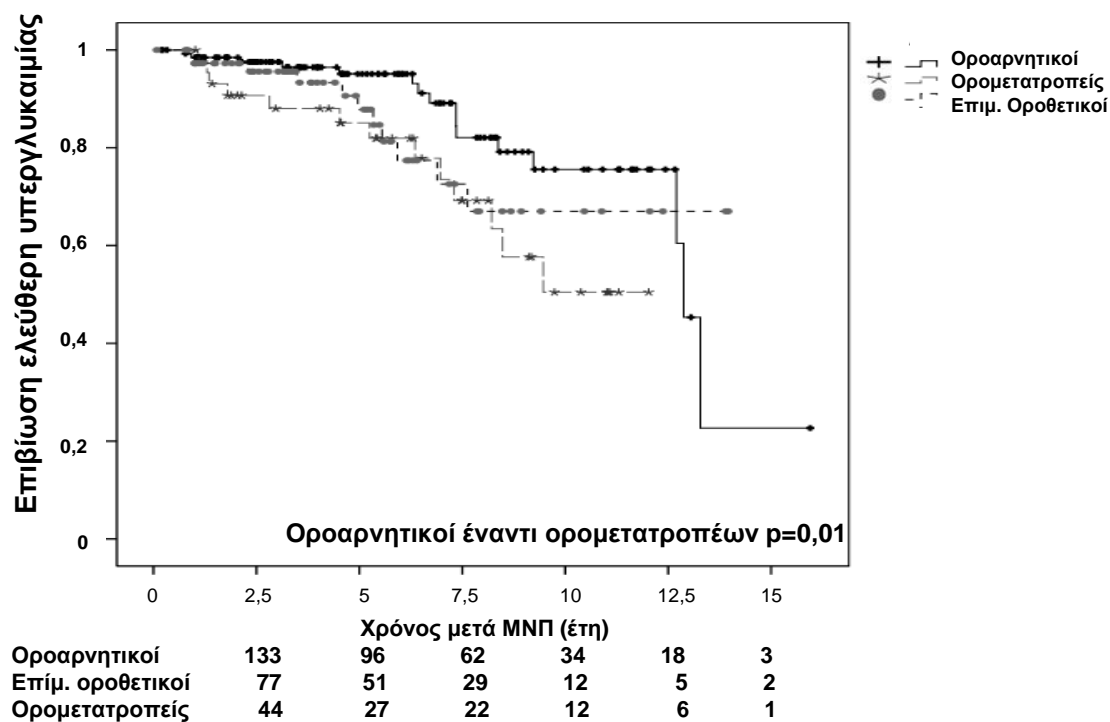 Επιβίωση ελεύθερη υπεργλυκαιμίας
1
0,8
0,6
0,4
0,2
0
Οροαρνητικοί
Ορομετατροπείς
Επιμ. Οροθετικοί
Οροαρνητικοί έναντι ορομετατροπέων p=0,01
0 2,5 5 7,5 10 12,5 15
Χρόνος μετά ΜΝΠ (έτη)
Οροαρνητικοί 133 96 62 34 18 3
Επίμ. οροθετικοί 77 51 29 12 5 2
Ορομετατροπείς 44 27 22 12 6 1